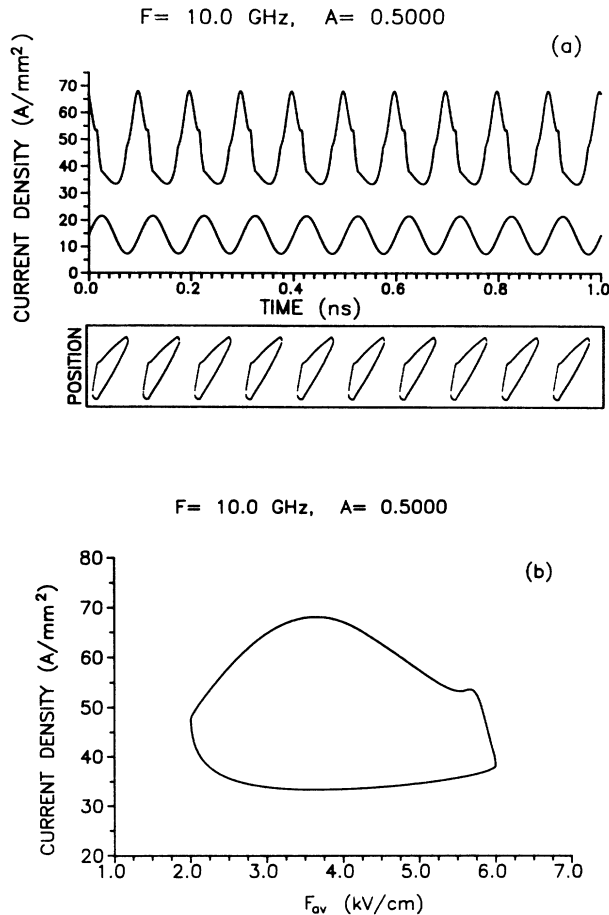 F= 10.0 GHz, A= 0.5000
(a)
CURRENT DENSITY (A/mm²)
70
60
50
40
30
20
10
0
0.0 0.2 0.4 0.6 0.8 1.0
TIME (ns)
POSITION
F= 10.0 GHz, A= 0.5000
(b)
CURRENT DENSITY (A/mm²)
80
70
60
50
40
30
20
1.0 2.0 3.0 4.0 5.0 6.0 7.0
Fav (kV/cm)